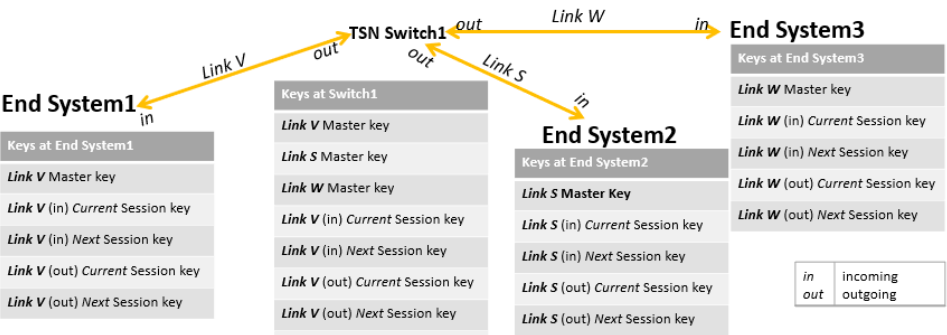 Link W
out
in
TSN Switch1
End System3
Keys at End System3
Link W Master key
Link W (in) Current Session key
Link W (in) Next Session key
Link W (out) Current Session key
Link W (out) Next Session key
out
Link V
out
Link S
in
End System1
in
Keys at End System1
Link V Master key
Link V (in) Current Session key
Link V (in) Next Session key
Link V (out) Current Session key
Link V (out) Next Session key
Keys at Switch1
Link V Master key
Link S Master key
Link W Master key
Link V (in) Current Session key
Link V (in) Next Session key
Link V (out) Current Session key
Link V (out) Next Session key
End System2
Keys at End System2
Link S Master Key
Link S (in) Current Session key
Link S (in) Next Session key
Link S (out) Current Session key
Link S (out) Next Session key
in incoming
out outgoing